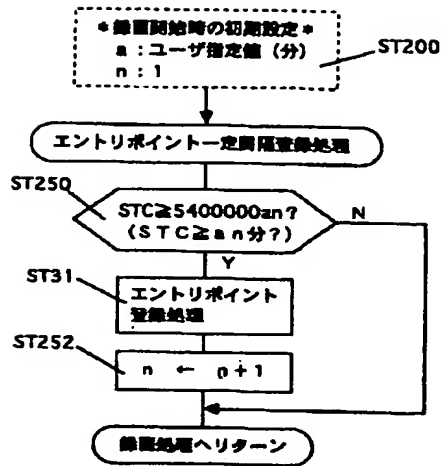 *録画開始時の初期設定*
a：ユーザ指定値（分）
n：1
ST200
エントリポイント一定間隔登録処理
ST250
STC≧5400000an?
（STC≧an分?）
N
Y
ST31
エントリポイント
登録処理
ST252
n ← n+1
録画処理へリターン